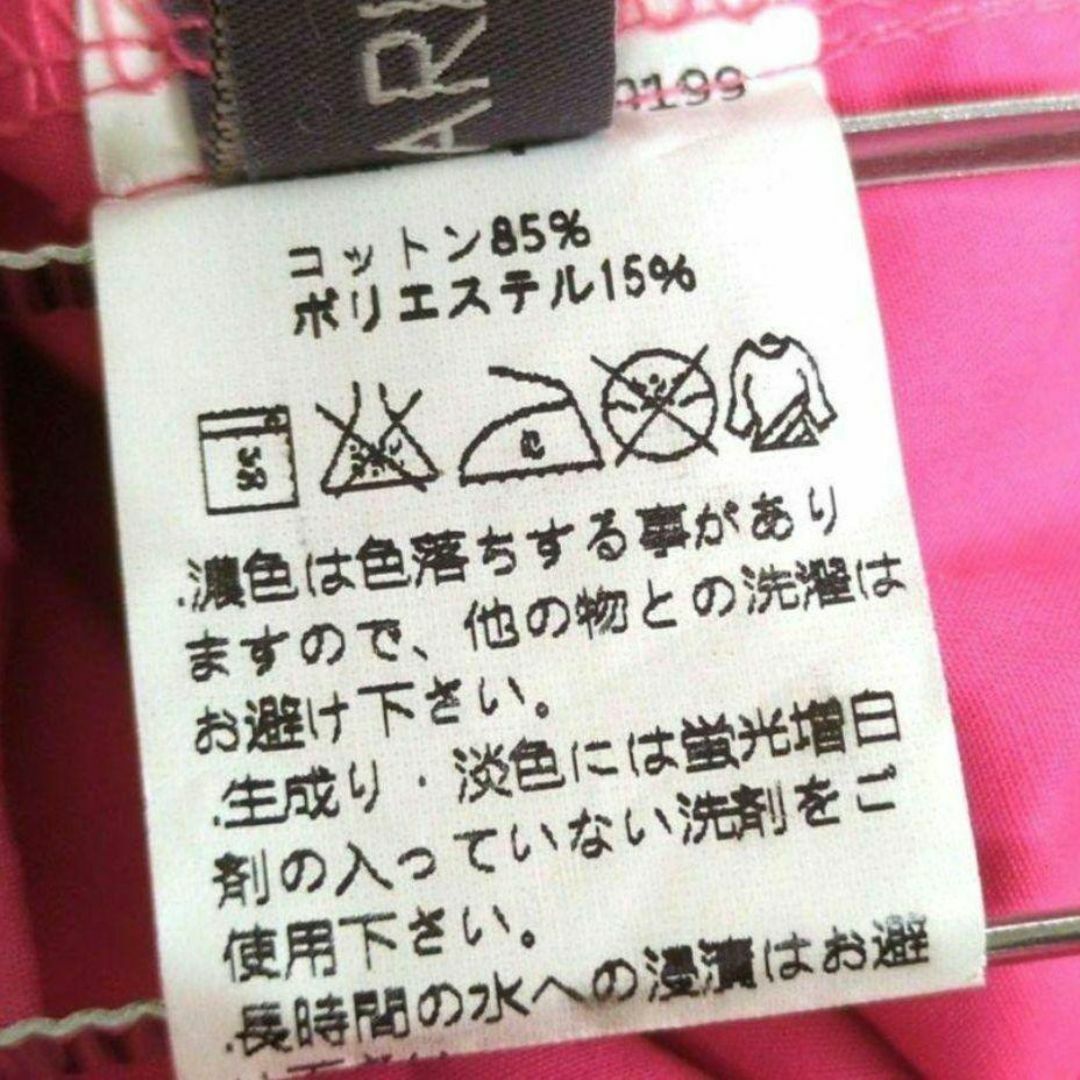 AR
0199
コットン85%
ポリエステル15%
中
.濃色は色落ちする事があり
ますので、他の物との洗濯は
お避け下さい。
.生成り・淡色には蛍光増白
剤の入っていない洗剤をご
使用下さい。
.長時間の水への浸漬はお避